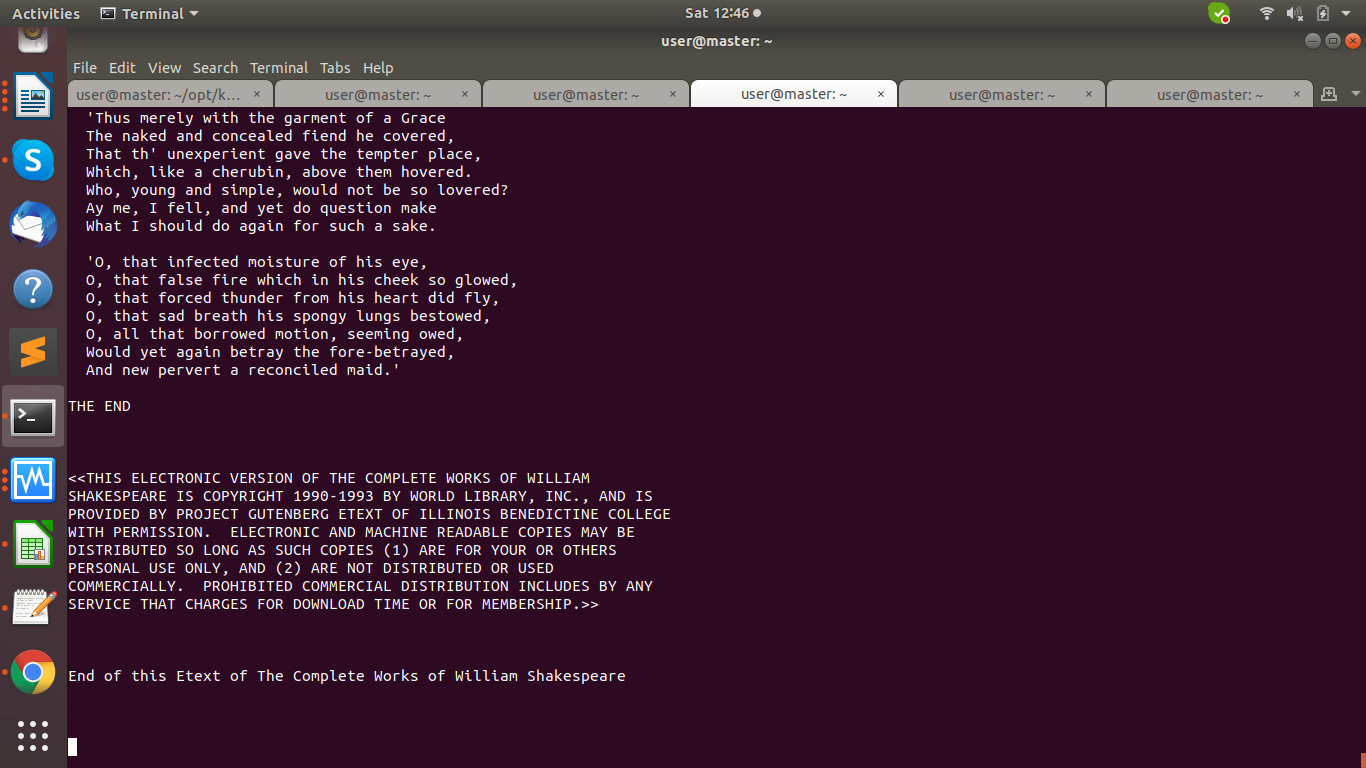 Activities Terminal Sat 12:46
user@master: ~
File Edit View Search Terminal Tabs Help
user@master: ~/opt/k... × user@master: ~ × user@master: ~ × user@master: ~ × user@master: ~ × user@master: ~ ×
'Thus merely with the garment of a Grace
The naked and concealed fiend he covered,
That th' unexperient gave the tempter place,
Which, like a cherubin, above them hovered.
Who, young and simple, would not be so lovered?
Ay me, I fell, and yet do question make
What I should do again for such a sake.
'O, that infected moisture of his eye,
O, that false fire which in his cheek so glowed,
O, that forced thunder from his heart did fly,
O, that sad breath his spongy lungs bestowed,
O, all that borrowed motion, seeming owed,
Would yet again betray the fore-betrayed,
And new pervert a reconciled maid.'
THE END
<<THIS ELECTRONIC VERSION OF THE COMPLETE WORKS OF WILLIAM
SHAKESPEARE IS COPYRIGHT 1990-1993 BY WORLD LIBRARY, INC., AND IS
PROVIDED BY PROJECT GUTENBERG ETEXT OF ILLINOIS BENEDICTINE COLLEGE
WITH PERMISSION.  ELECTRONIC AND MACHINE READABLE COPIES MAY BE
DISTRIBUTED SO LONG AS SUCH COPIES (1) ARE FOR YOUR OR OTHERS
PERSONAL USE ONLY, AND (2) ARE NOT DISTRIBUTED OR USED
COMMERCIALLY.  PROHIBITED COMMERCIAL DISTRIBUTION INCLUDES BY ANY
SERVICE THAT CHARGES FOR DOWNLOAD TIME OR FOR MEMBERSHIP.>>
End of this Etext of The Complete Works of William Shakespeare